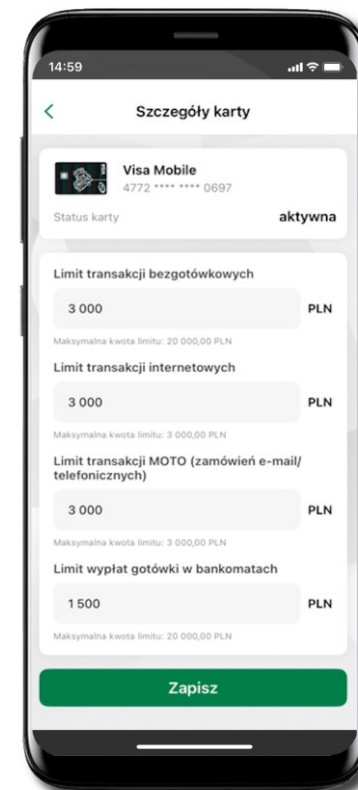 14:59
Szczegóły karty
Visa Mobile
4772 **** **** 0697
Status karty aktywna
Limit transakcji bezgotówkowych
3 000 PLN
Maksymalna kwota limitu: 20 000,00 PLN
Limit transakcji internetowych
3 000 PLN
Maksymalna kwota limitu: 3 000,00 PLN
Limit transakcji MOTO (zamówień e-mail/
telefonicznych)
3 000 PLN
Maksymalna kwota limitu: 3 000,00 PLN
Limit wypłat gotówki w bankomatach
1 500 PLN
Maksymalna kwota limitu: 20 000,00 PLN
Zapisz